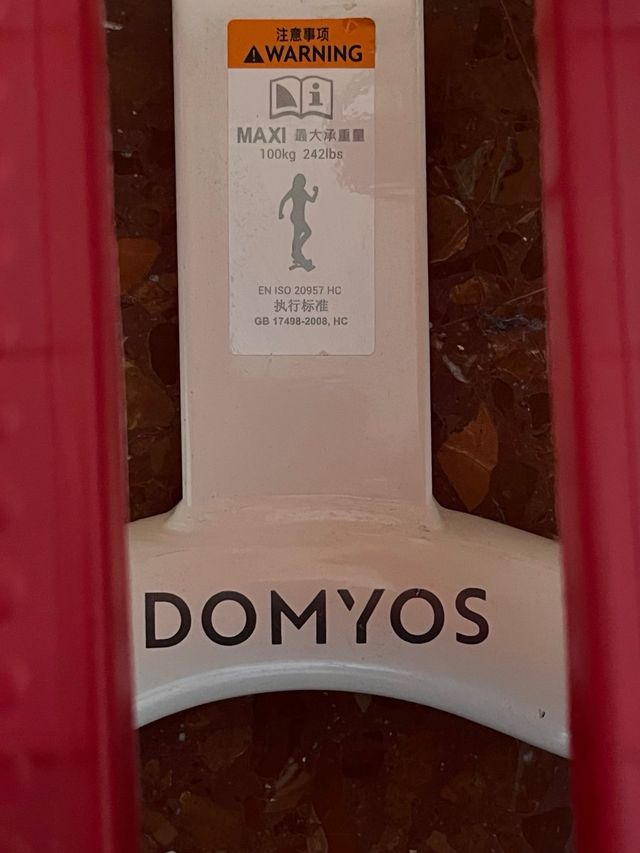 注意事项
WARNING
MAXI 最大承重量
100kg 242lbs
EN ISO 20957 HC
执行标准
GB 17498-2008, HC
DOMYOS